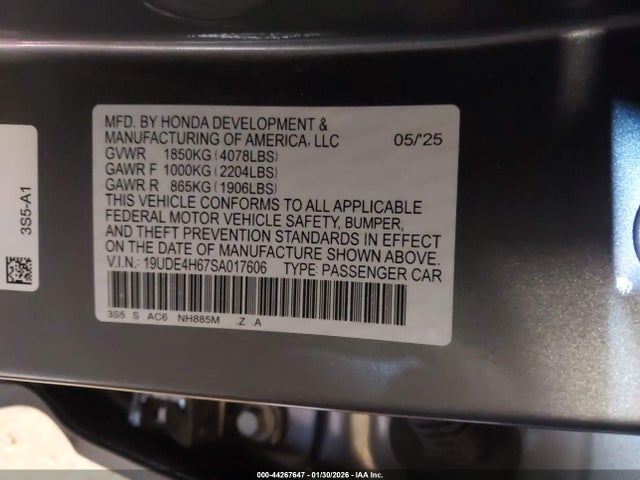 3S5-A1
MFD. BY HONDA DEVELOPMENT &
MANUFACTURING OF AMERICA, LLC 05/'25
GVWR 1850KG (4078LBS)
GAWR F 1000KG (2204LBS)
GAWR R 865KG (1906LBS)
THIS VEHICLE CONFORMS TO ALL APPLICABLE
FEDERAL MOTOR VEHICLE SAFETY, BUMPER,
AND THEFT PREVENTION STANDARDS IN EFFECT
ON THE DATE OF MANUFACTURE SHOWN ABOVE.
V.I.N.: 19UDE4H67SA017606 TYPE: PASSENGER CAR
3S5 S AC6 NH885M .Z .A
000-44267647 | 01/30/2026 | IAA Inc.